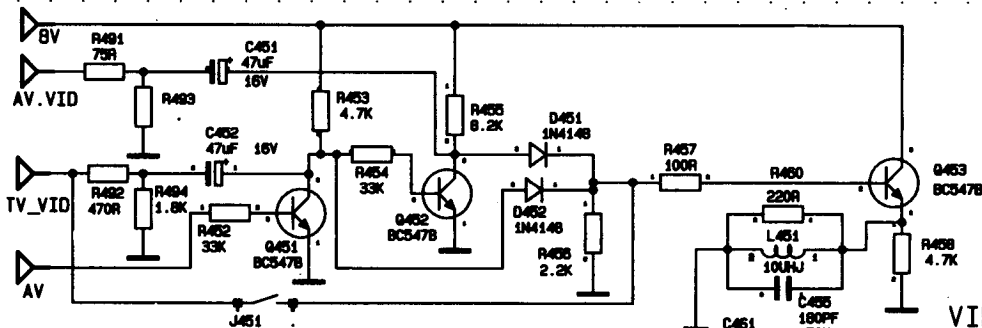 8V
R491
75R
C451
47uF
16V
AV.VID
R493
R453
4.7K
R455
8.2K
D451
1N4148
R457
100R
Q453
BC547B
C452
47uF 16V
R454
33K
R460
220R
TV_VID
R492
470R
R494
1.8K
R452
33K
Q451
BC547B
Q452
BC547B
D452
1N4148
R456
2.2K
L451
10UHJ
R458
4.7K
AV
J451
C455
180PF
C461
VI